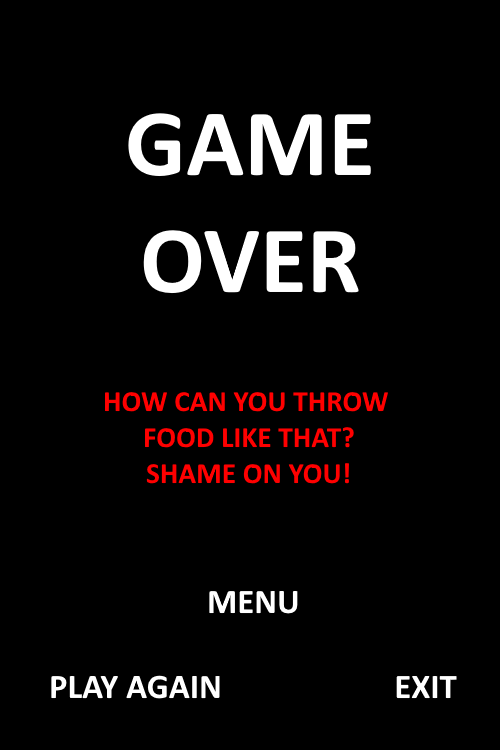 GAME
OVER
HOW CAN YOU THROW
FOOD LIKE THAT?
SHAME ON YOU!
MENU
PLAY AGAIN
EXIT